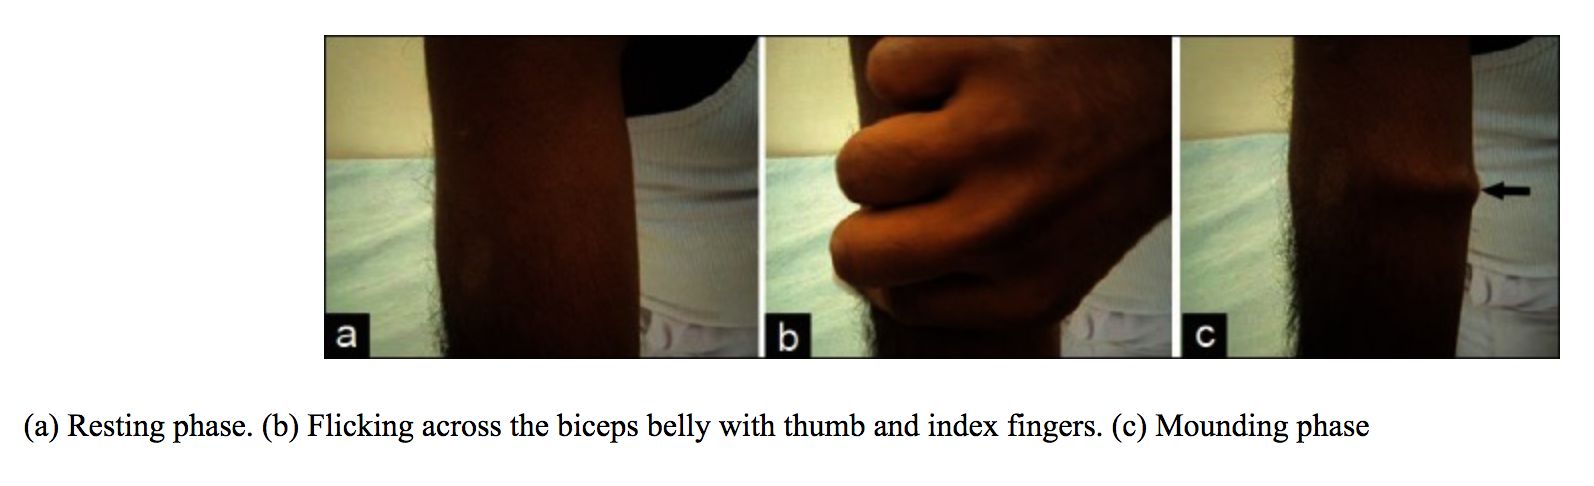 a
b
c
(a) Resting phase. (b) Flicking across the biceps belly with thumb and index fingers. (c) Mounding phase